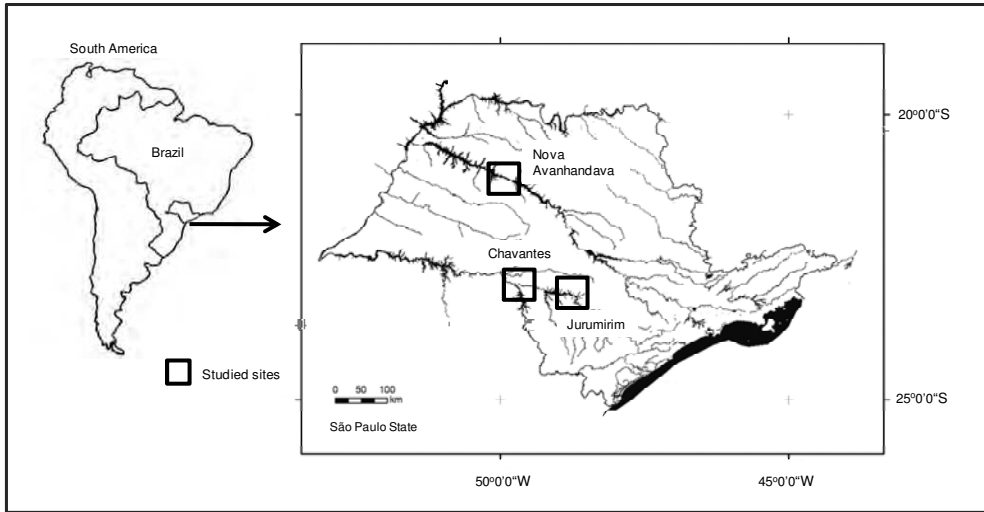 South America
Brazil
Studied sites
Nova
Avanhandava
Chavantes
Jurumirim
0 50 100
km
São Paulo State
20º0'0"S
25º0'0"S
50º0'0"W
45º0'0"W